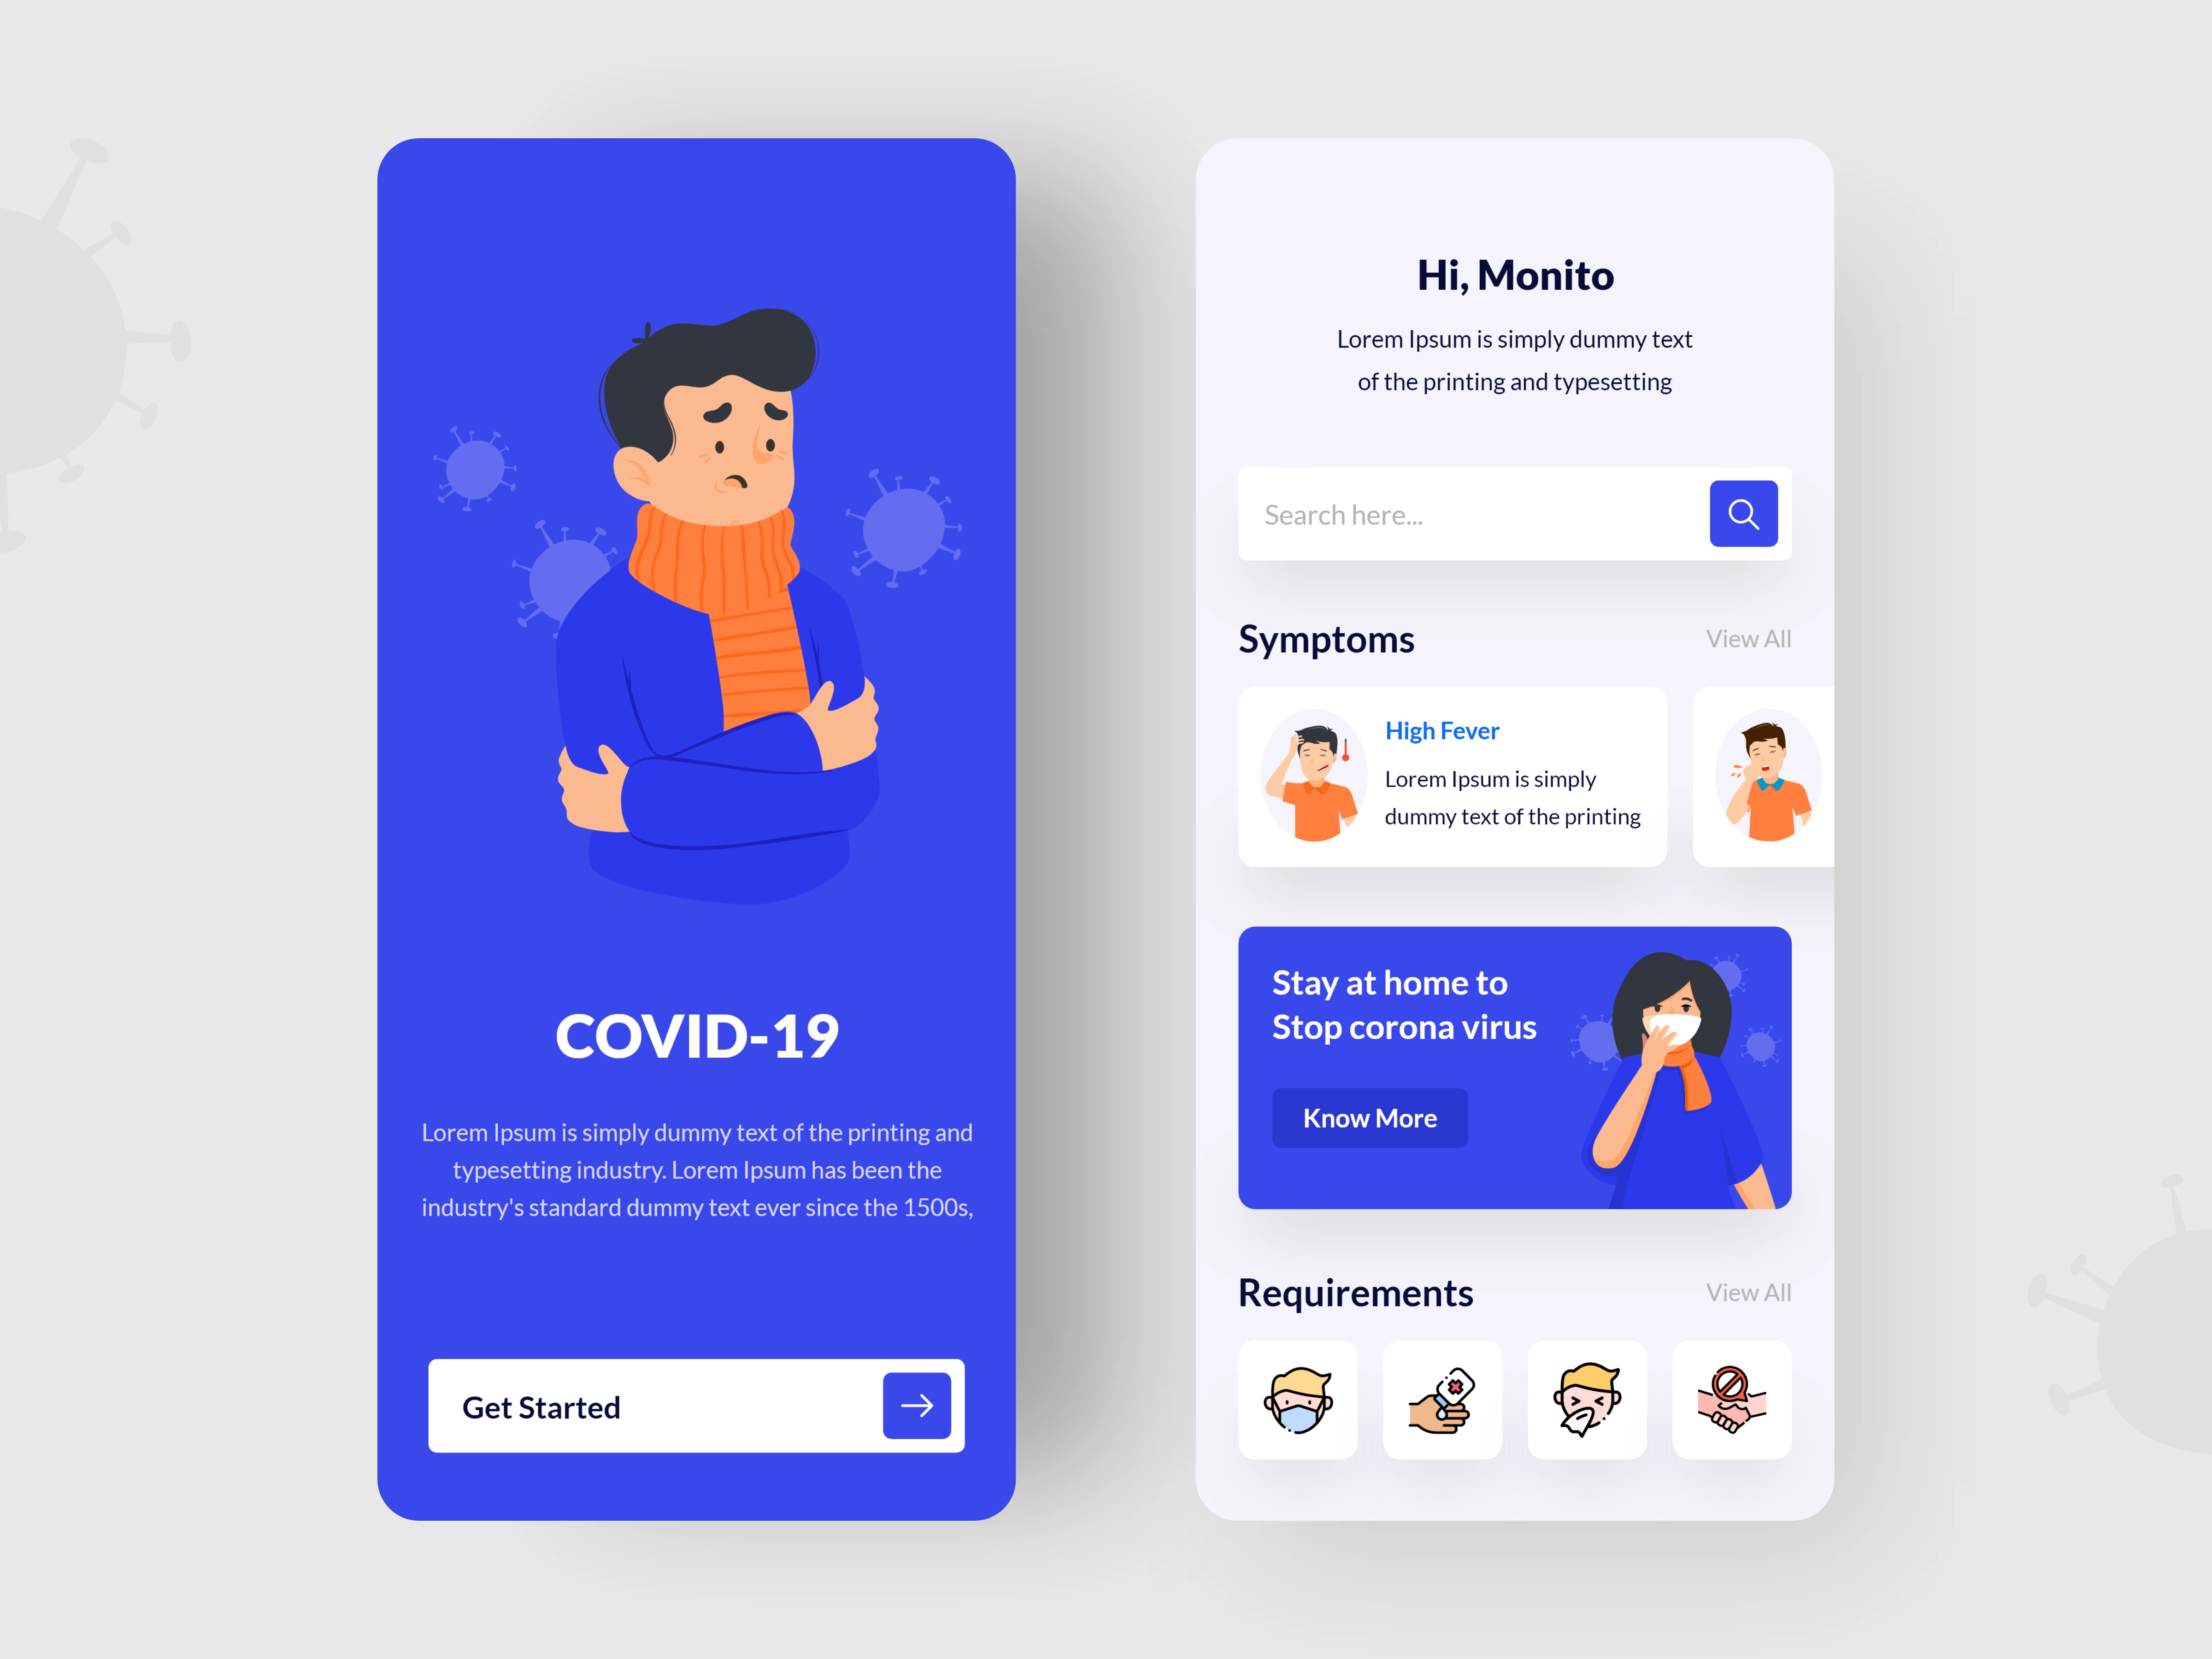 COVID-19
Lorem Ipsum is simply dummy text of the printing and
typesetting industry. Lorem Ipsum has been the
industry's standard dummy text ever since the 1500s,
Get Started
Hi, Monito
Lorem Ipsum is simply dummy text
of the printing and typesetting
Search here...
Symptoms
View All
High Fever
Lorem Ipsum is simply
dummy text of the printing
Stay at home to
Stop corona virus
Know More
Requirements
View All